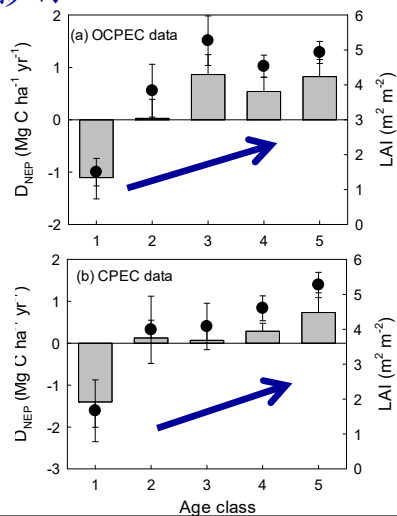 (a) OCPEC data
D_NEP (Mg C ha⁻¹ yr⁻¹)
2
1
0
-1
-2
6
5
4
3
2
1
0
LAI (m² m⁻²)
1 2 3 4 5
(b) CPEC data
D_NEP (Mg C ha⁻¹ yr⁻¹)
2
1
0
-1
-2
-3
6
5
4
3
2
1
0
LAI (m² m⁻²)
1 2 3 4 5
Age class